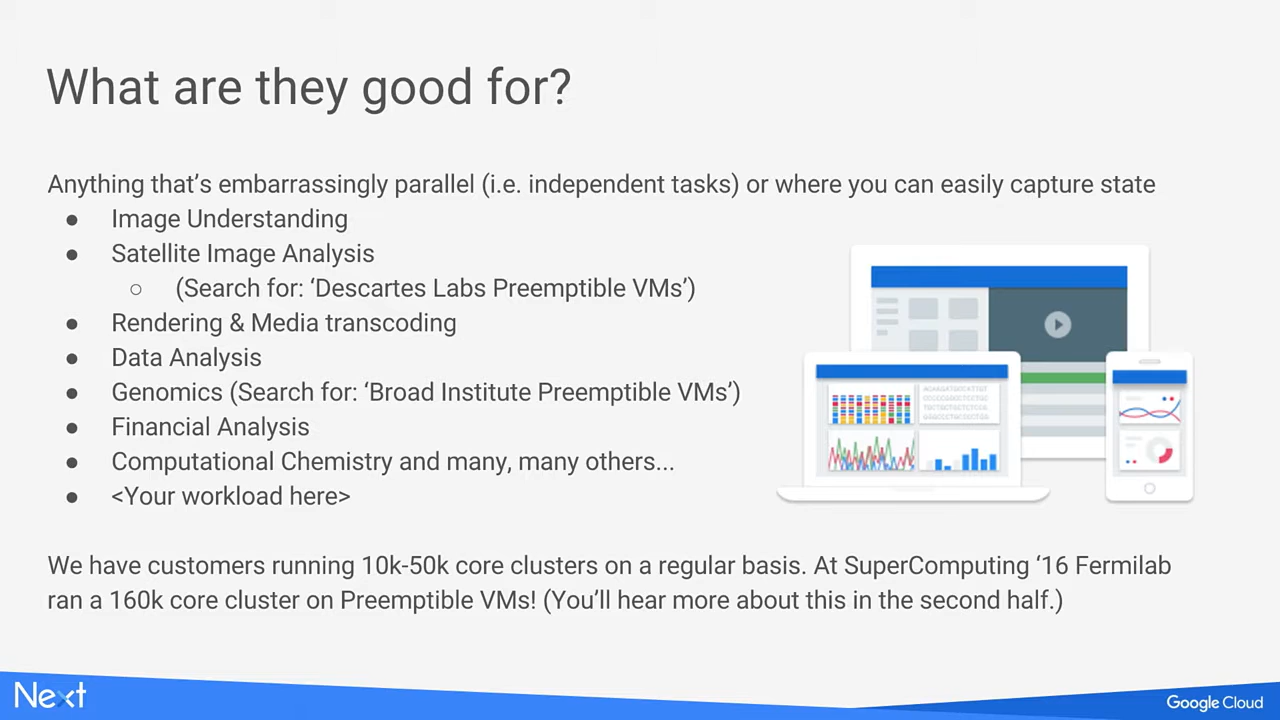 What are they good for?
Anything that's embarrassingly parallel (i.e. independent tasks) or where you can easily capture state
● Image Understanding
● Satellite Image Analysis
○ (Search for: ‘Descartes Labs Preemptible VMs’)
● Rendering & Media transcoding
● Data Analysis
● Genomics (Search for: ‘Broad Institute Preemptible VMs’)
● Financial Analysis
● Computational Chemistry and many, many others...
● <Your workload here>
We have customers running 10k-50k core clusters on a regular basis. At SuperComputing ‘16 Fermilab
ran a 160k core cluster on Preemptible VMs! (You’ll hear more about this in the second half.)
Next
Google Cloud